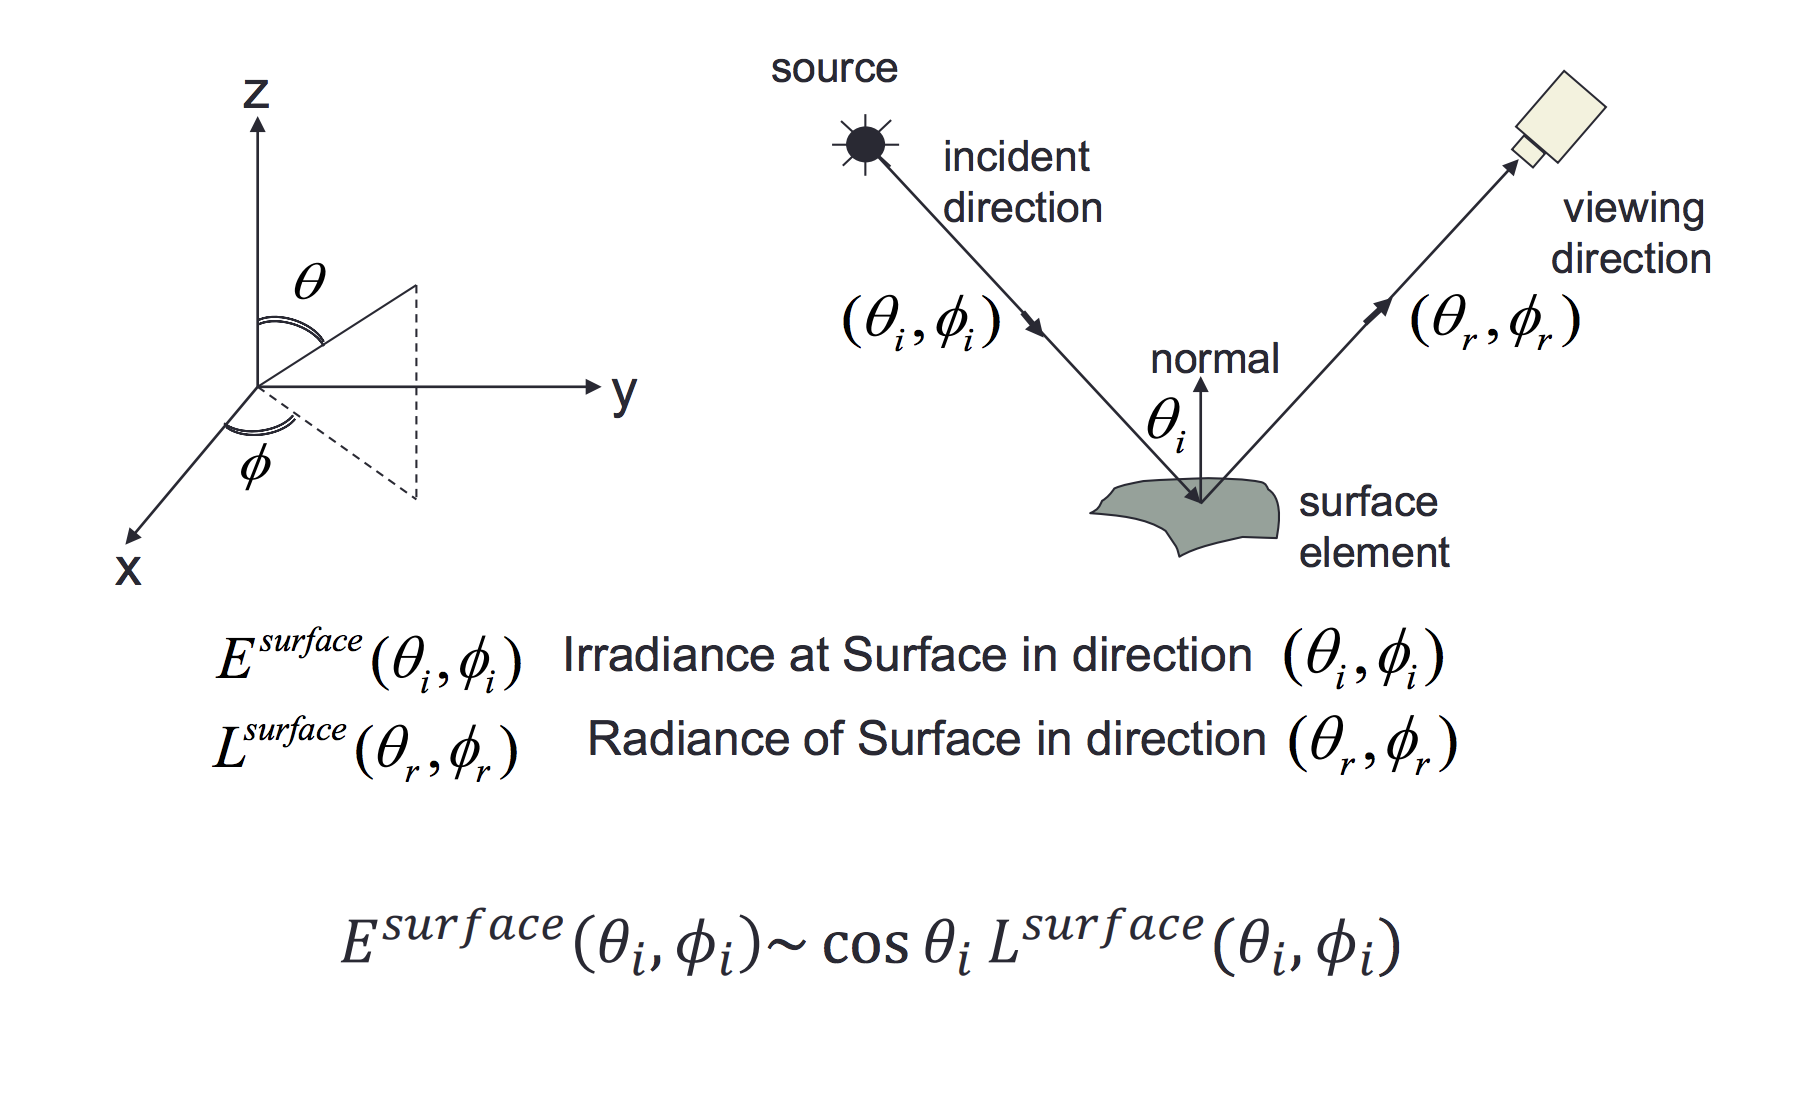 z
θ
y
ϕ
x
source
incident
direction
(θi,ϕi)
viewing
direction
(θr,ϕr)
normal
θi
surface
element
E^surface(θi,ϕi) Irradiance at Surface in direction (θi,ϕi)
L^surface(θr,ϕr) Radiance of Surface in direction (θr,ϕr)
E^surface(θi,ϕi)~ cos θi L^surface(θi,ϕi)